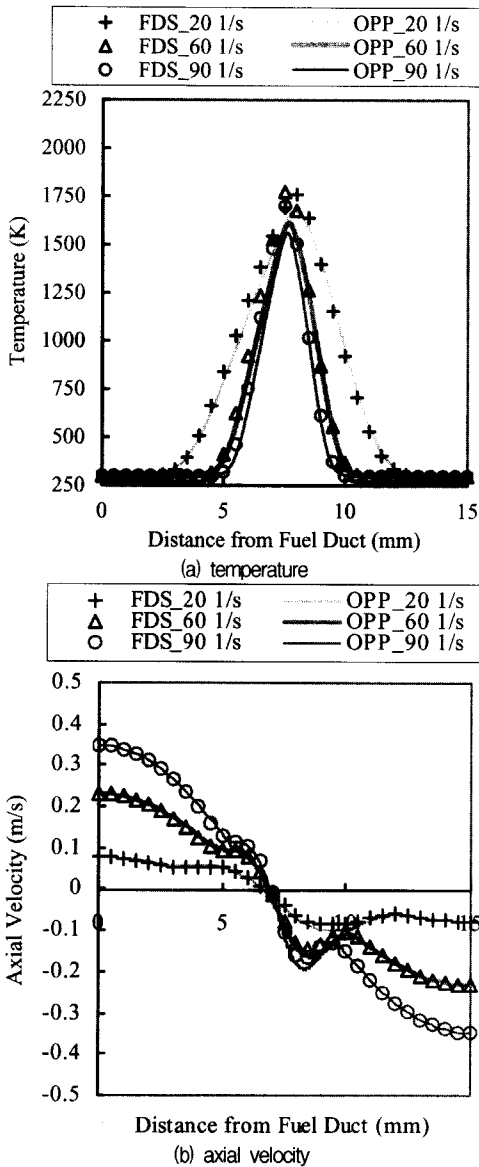 FDS_20 1/s OPP_20 1/s
FDS_60 1/s OPP_60 1/s
FDS_90 1/s OPP_90 1/s
2250
2000
1750
1500
1250
1000
750
500
250
Temperature (K)
0 5 10 15
Distance from Fuel Duct (mm)
(a) temperature
FDS_20 1/s OPP_20 1/s
FDS_60 1/s OPP_60 1/s
FDS_90 1/s OPP_90 1/s
0.5
0.4
0.3
0.2
0.1
0
-0.1
-0.2
-0.3
-0.4
-0.5
Axial Velocity (m/s)
0 5 10 15
Distance from Fuel Duct (mm)
(b) axial velocity